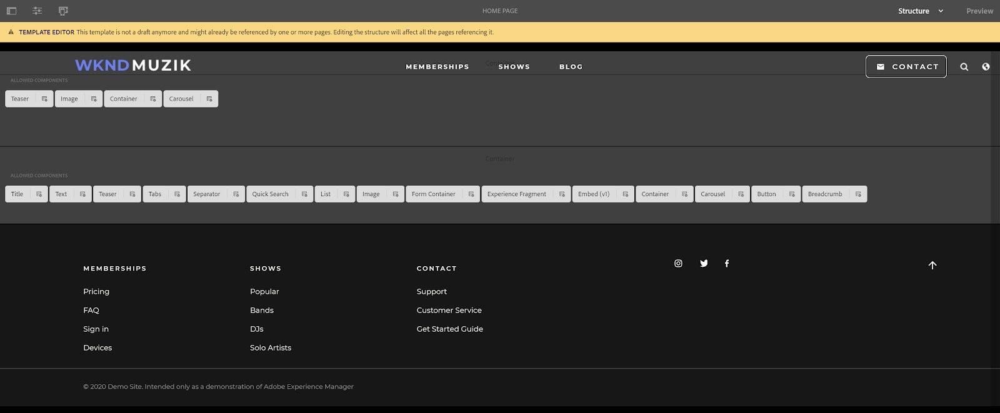 HOME PAGE
Structure
Preview
TEMPLATE EDITOR This template is not a draft anymore and might already be referenced by one or more pages. Editing the structure will affect all the pages referencing it.
WKND MUZIK
MEMBERSHIPS SHOWS BLOG
CONTACT
ALLOWED COMPONENTS
Teaser Image Container Carousel
Container
ALLOWED COMPONENTS
Title Text Teaser Tabs Separator Quick Search List Image Form Container Experience Fragment Embed (v1) Container Carousel Button Breadcrumb
MEMBERSHIPS
Pricing
FAQ
Sign in
Devices
SHOWS
Popular
Bands
DJs
Solo Artists
CONTACT
Support
Customer Service
Get Started Guide
© 2020 Demo Site. Intended only as a demonstration of Adobe Experience Manager